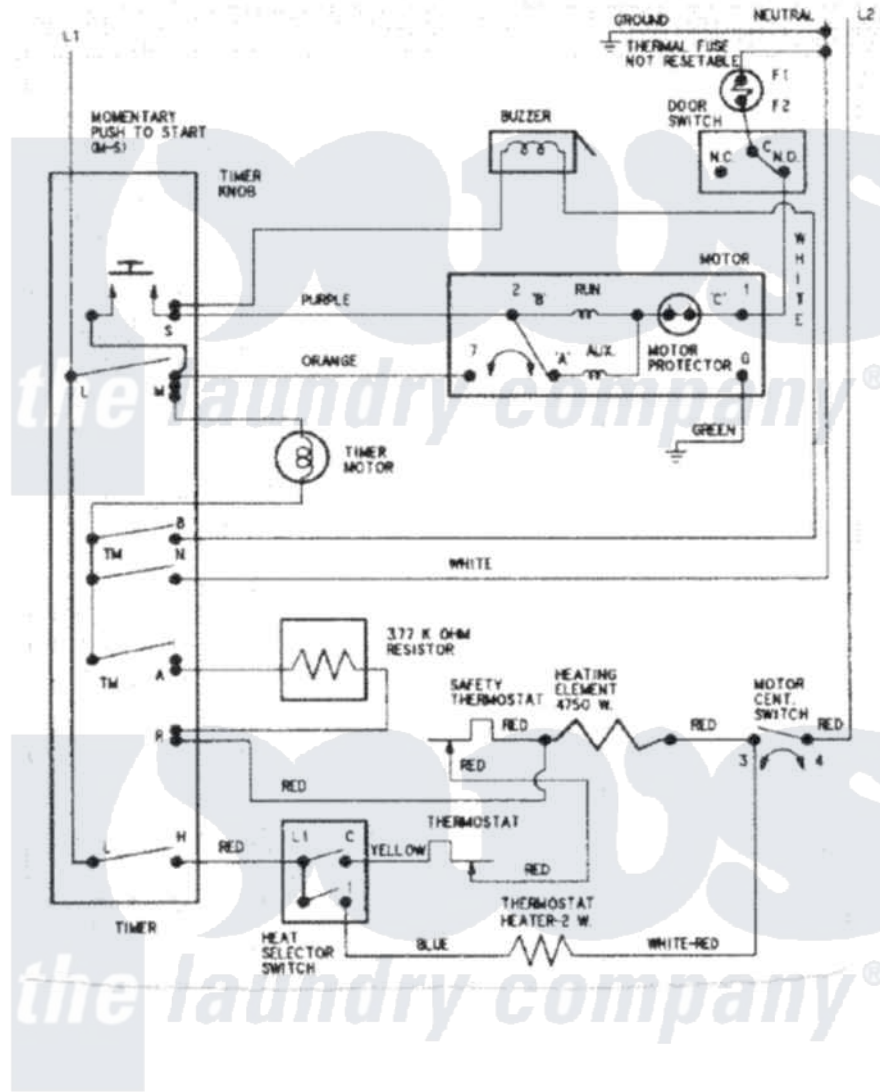 L1
GROUND
NEUTRAL
L2
THERMAL FUSE
NOT RESETABLE
F1
F2
DOOR
SWITCH
MOMENTARY
PUSH TO START
(M-S)
BUZZER
N.C.
C
N.O.
TIMER
KNOB
WHITE
MOTOR
PURPLE
2
'B'
RUN
'C'
1
S
ORANGE
7
'A'
AUX.
MOTOR
PROTECTOR
G
L
M
the laundry company®
GREEN
TIMER
MOTOR
B
TM
N
WHITE
3.77 K OHM
RESISTOR
TM
A
SAFETY
THERMOSTAT
HEATING
ELEMENT
4750 W.
MOTOR
CENT.
SWITCH
RED
RED
RED
R
RED
3
4
RED
THERMOSTAT
L
H
RED
L1
C
YELLOW
RED
1
THERMOSTAT
HEATER-2 W.
TIMER
HEAT
SELECTOR
SWITCH
BLUE
WHITE-RED
the laundry company®